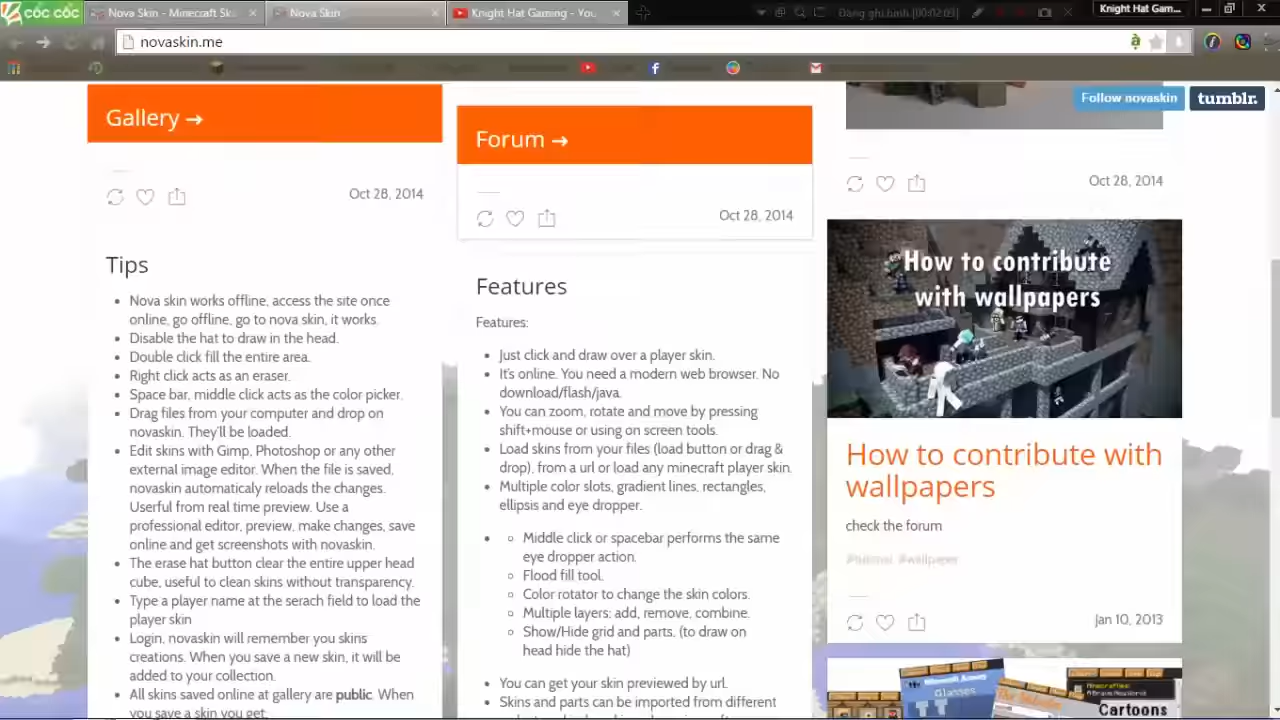 cốc cốc
Nova Skin - Minecraft Sk
Nova Skin
Knight Hat Gaming - You
Knight Hat Gam...
novaskin.me
Gallery →
Oct 28, 2014
Tips
Nova skin works offline, access the site once
online, go offline, go to nova skin, it works.
Disable the hat to draw in the head.
Double click fill the entire area.
Right click acts as an eraser.
Space bar, middle click acts as the color picker.
Drag files from your computer and drop on
novaskin. They'll be loaded.
Edit skins with Gimp, Photoshop or any other
external image editor. When the file is saved,
novaskin automaticaly reloads the changes.
Userful from real time preview. Use a
professional editor, preview, make changes, save
online and get screenshots with novaskin.
The erase hat button clear the entire upper head
cube, useful to clean skins without transparency.
Type a player name at the serach field to load the
player skin
Login, novaskin will remember you skins
creations. When you save a new skin, it will be
added to your collection.
All skins saved online at gallery are public. When
you save a skin you get
Forum →
Oct 28, 2014
Features
Features:
Just click and draw over a player skin.
It's online. You need a modern web browser. No
download/flash/java.
You can zoom, rotate and move by pressing
shift+mouse or using on screen tools.
Load skins from your files (load button or drag &
drop), from a url or load any minecraft player skin.
Multiple color slots, gradient lines, rectangles,
ellipsis and eye dropper.
Middle click or spacebar performs the same
eye dropper action.
Flood fill tool.
Color rotator to change the skin colors.
Multiple layers: add, remove, combine.
Show/Hide grid and parts. (to draw on
head hide the hat)
You can get your skin previewed by url.
Skins and parts can be imported from different
Follow novaskin
tumblr.
Oct 28, 2014
How to contribute
with wallpapers
How to contribute with
wallpapers
check the forum
#tutorial #wallpaper
Jan 10, 2013
Glasses
Cartoons